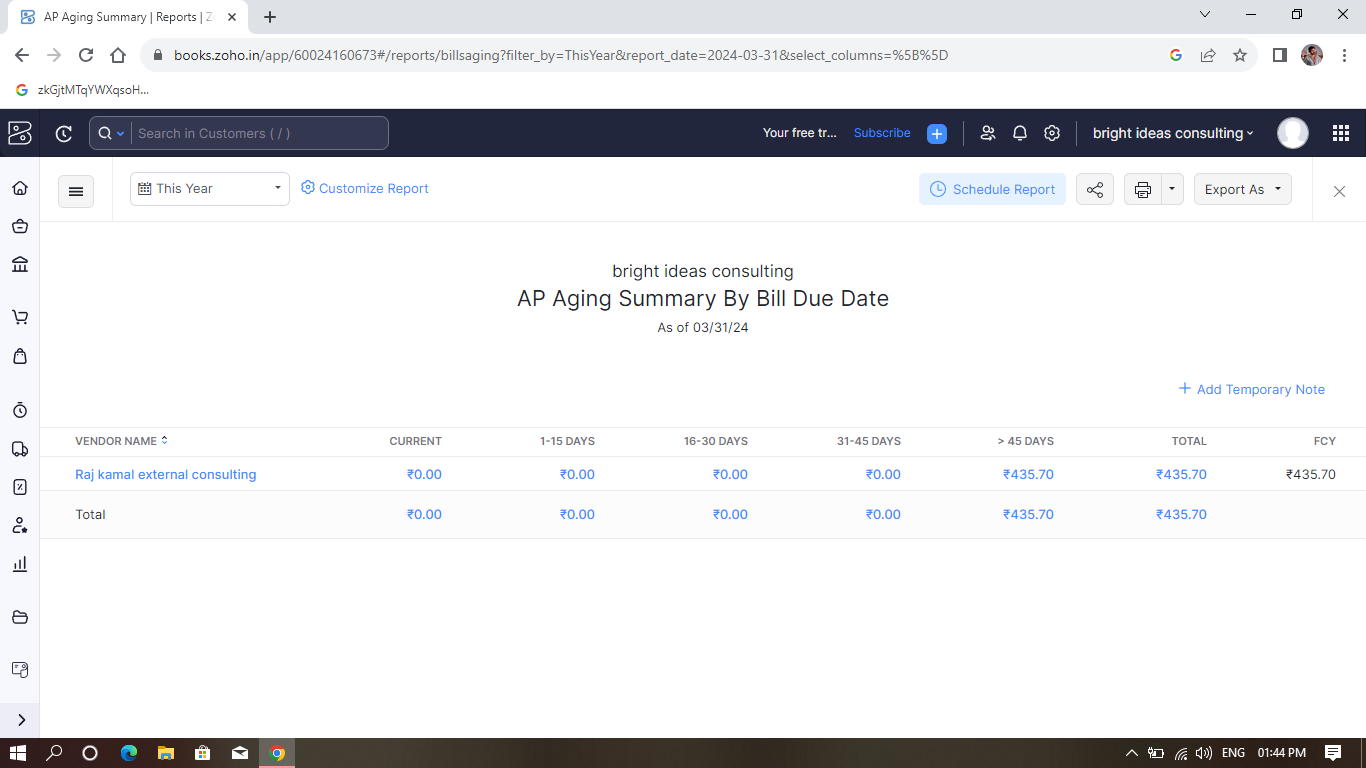 AP Aging Summary | Reports | Z
books.zoho.in/app/60024160673#/reports/billsaging?filter_by=ThisYear&report_date=2024-03-31&select_columns=%5B%5D
zkGjtMTqYWXqsoH...
Search in Customers ( / )
Your free tr... Subscribe
bright ideas consulting
This Year
Customize Report
Schedule Report
Export As
bright ideas consulting
AP Aging Summary By Bill Due Date
As of 03/31/24
Add Temporary Note
VENDOR NAME CURRENT 1-15 DAYS 16-30 DAYS 31-45 DAYS > 45 DAYS TOTAL FCY
Raj kamal external consulting ₹0.00 ₹0.00 ₹0.00 ₹0.00 ₹435.70 ₹435.70 ₹435.70
Total ₹0.00 ₹0.00 ₹0.00 ₹0.00 ₹435.70 ₹435.70
ENG 01:44 PM